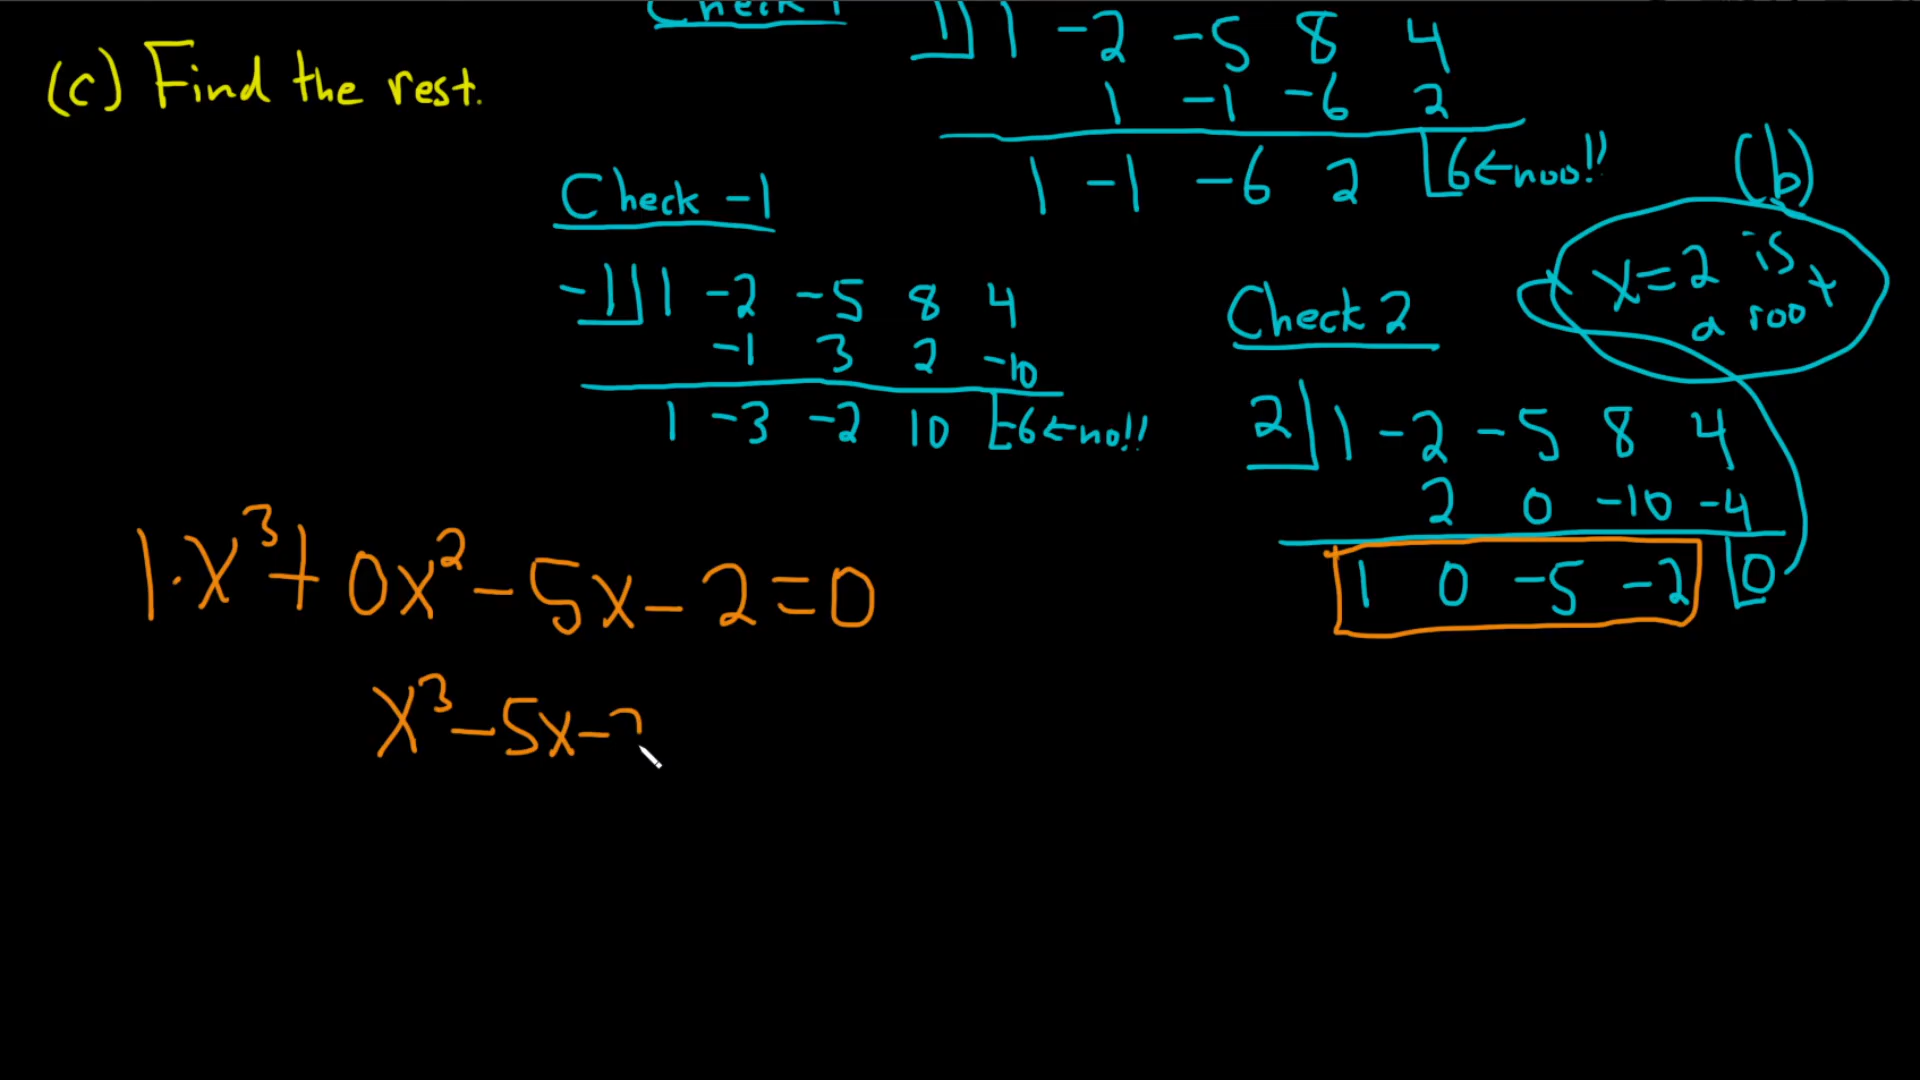 Check 1
(c) Find the rest.
1| 1 -2 -5 8 4
1 -1 -6 2
1 -1 -6 2 |6 ← noo!!
Check -1
-1| 1 -2 -5 8 4
-1 3 2 -10
1 -3 -2 10 |-6 ← no!!
(b)
x=2 is
a root
Check 2
2| 1 -2 -5 8 4
2 0 -10 -4
1 0 -5 -2 |0
1·x³+0x²-5x-2=0
x³-5x-2